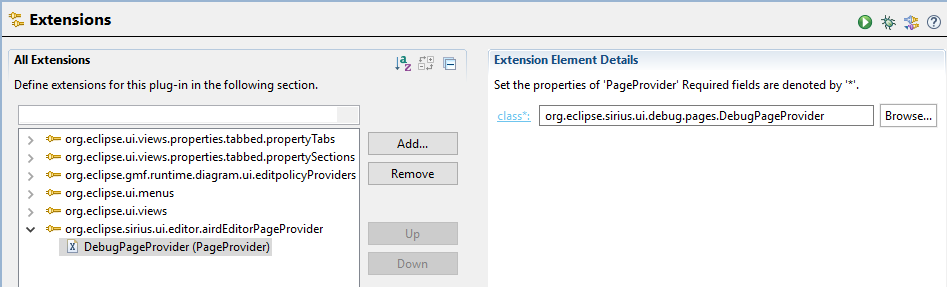 Extensions
All Extensions
Define extensions for this plug-in in the following section.
org.eclipse.ui.views.properties.tabbed.propertyTabs
org.eclipse.ui.views.properties.tabbed.propertySections
org.eclipse.gmf.runtime.diagram.ui.editpolicyProviders
org.eclipse.ui.menus
org.eclipse.ui.views
org.eclipse.sirius.ui.editor.airdEditorPageProvider
DebugPageProvider (PageProvider)
Add...
Remove
Up
Down
Extension Element Details
Set the properties of 'PageProvider' Required fields are denoted by '*'.
class*: org.eclipse.sirius.ui.debug.pages.DebugPageProvider Browse...